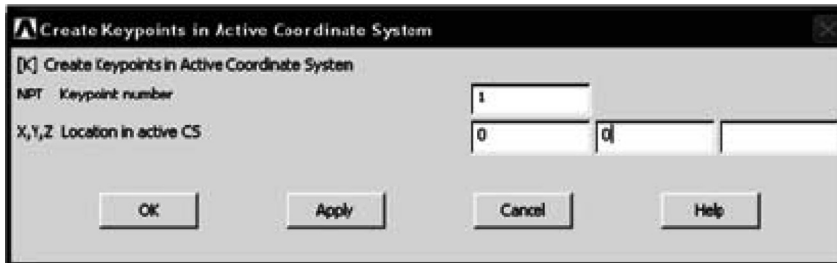 Create Keypoints in Active Coordinate System
[K] Create Keypoints in Active Coordinate System
NPT Keypoint number 1
X,Y,Z Location in active CS 0 0
OK Apply Cancel Help